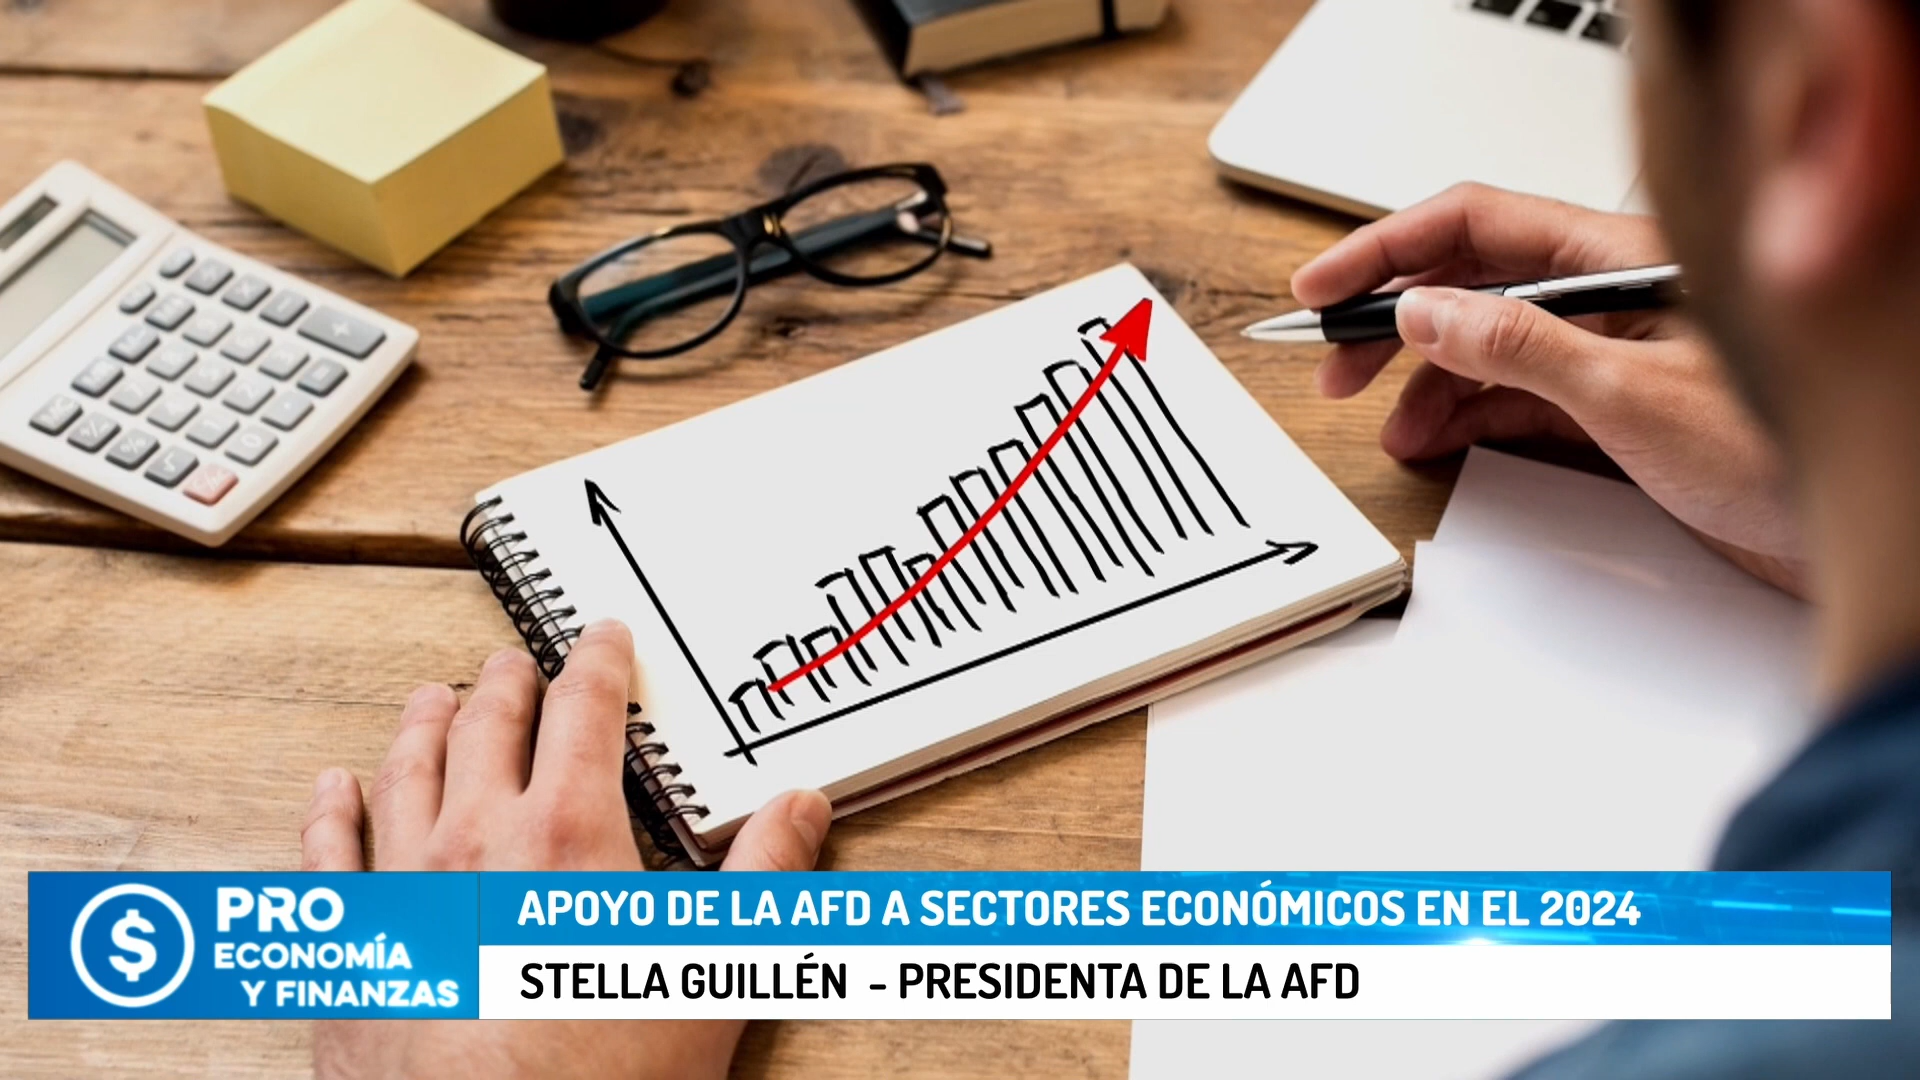 PRO
ECONOMÍA
Y FINANZAS
APOYO DE LA AFD A SECTORES ECONÓMICOS EN EL 2024
STELLA GUILLÉN - PRESIDENTA DE LA AFD